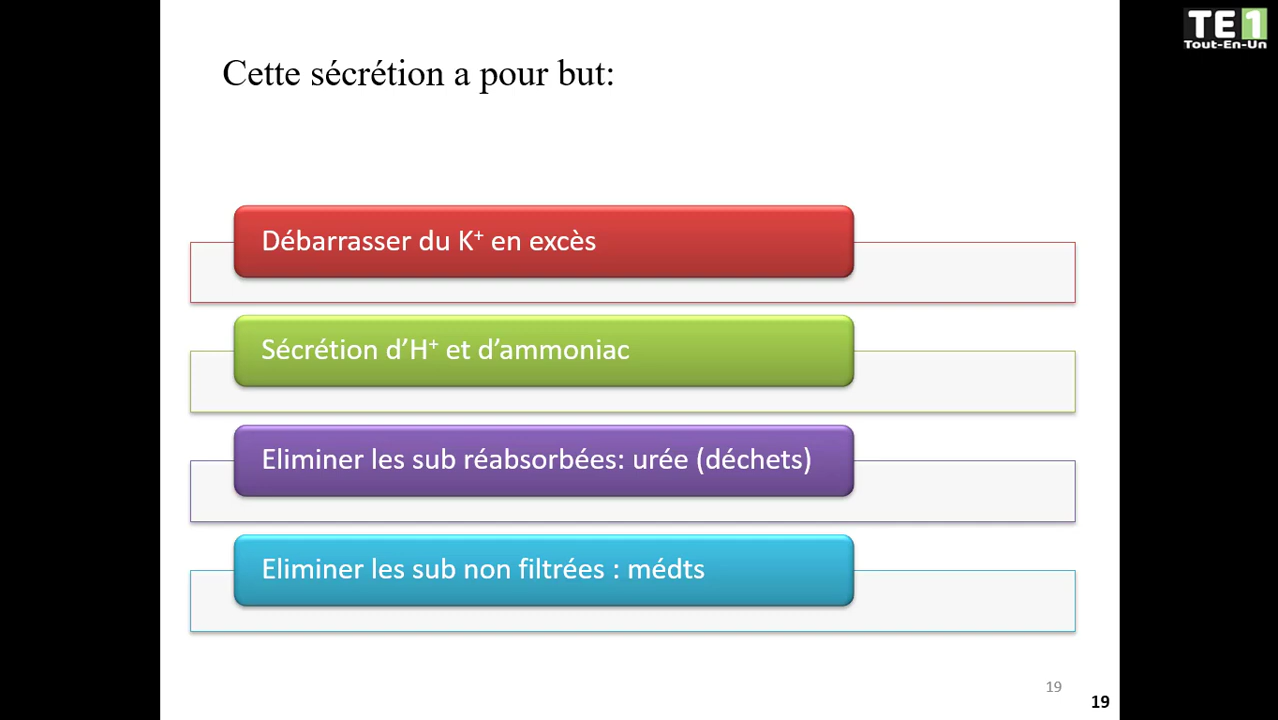 TE1
Tout-En-Un
Cette sécrétion a pour but:
Débarrasser du K⁺ en excès
Sécrétion d’H⁺ et d’ammoniac
Eliminer les sub réabsorbées: urée (déchets)
Eliminer les sub non filtrées : médts
19
19